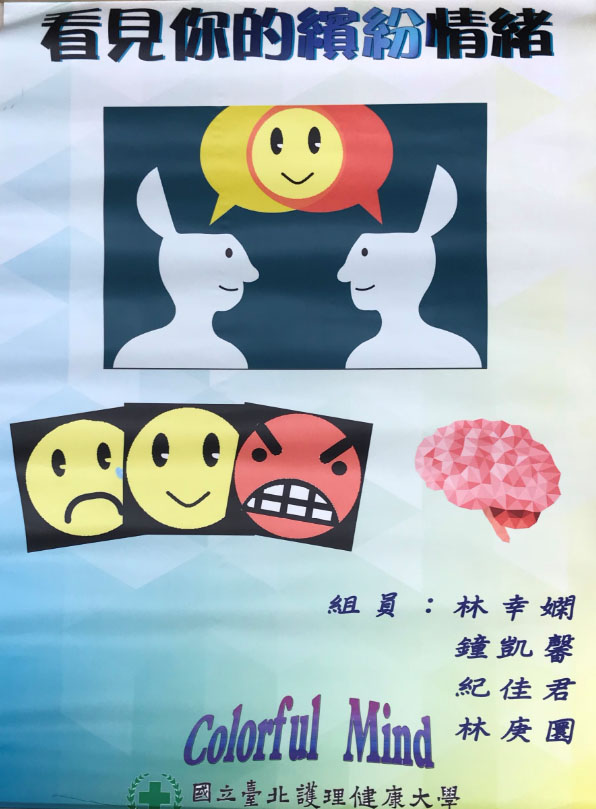 看見你的繽紛情緒
組員：林幸嫻
鐘凱馨
紀佳君
林庚圜
Colorful Mind
國立臺北護理健康大學